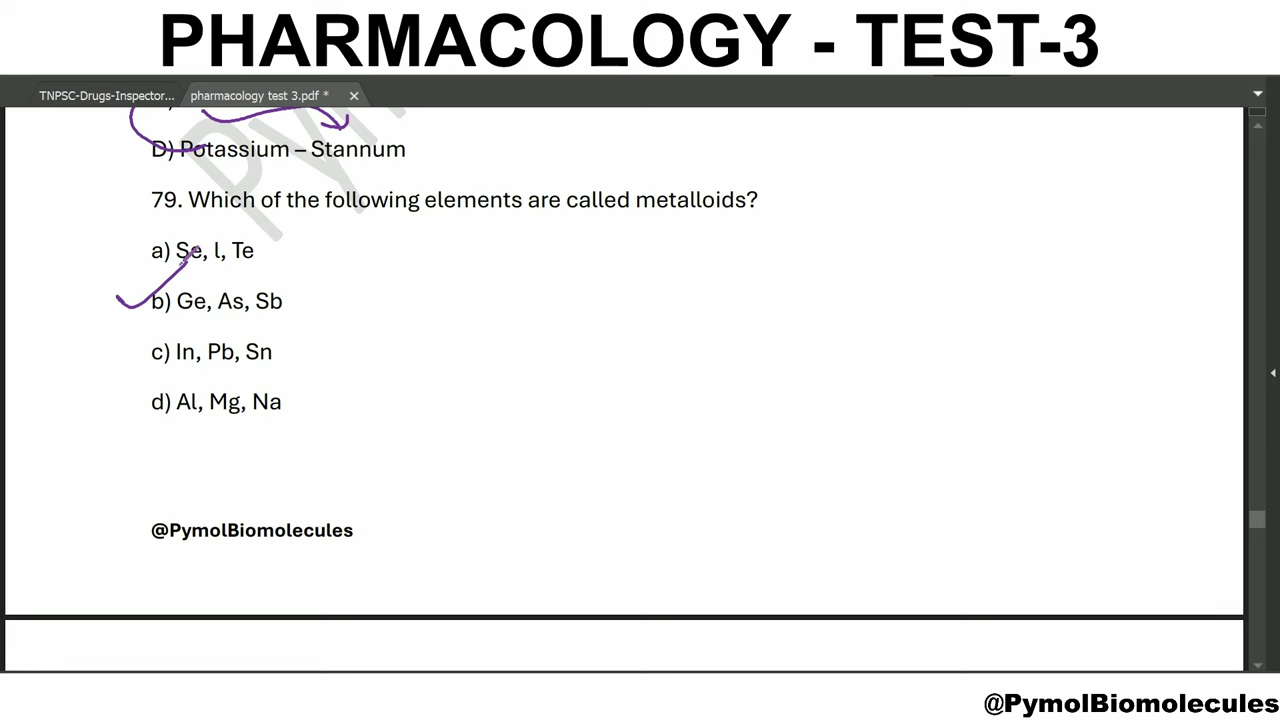 PHARMACOLOGY - TEST-3
TNPSC-Drugs-Inspector... pharmacology test 3.pdf *
D) Potassium – Stannum
79. Which of the following elements are called metalloids?
a) Se, l, Te
b) Ge, As, Sb
c) In, Pb, Sn
d) Al, Mg, Na
@PymolBiomolecules
@PymolBiomolecules